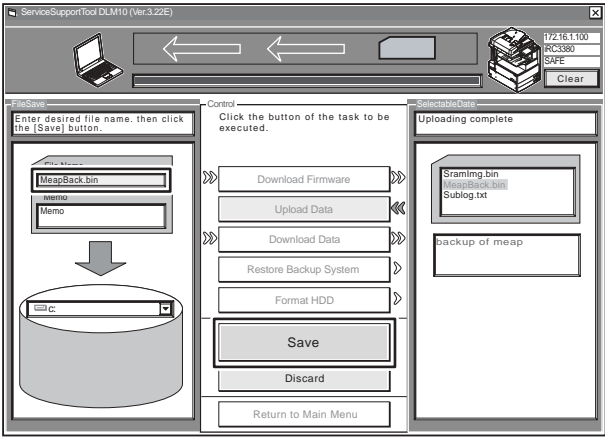 ServiceSupportTool DLM10 (Ver.3.22E)
172.16.1.100
iRC3380
SAFE
Clear
FileSave
Enter desired file name. then click
the [Save] button.
File Name
MeapBack.bin
Memo
Memo
C:
Control
Click the button of the task to be
executed.
Download Firmware
Upload Data
Download Data
Restore Backup System
Format HDD
Save
Discard
Return to Main Menu
SelectableDate
Uploading complete
SramImg.bin
MeapBack.bin
Sublog.txt
backup of meap